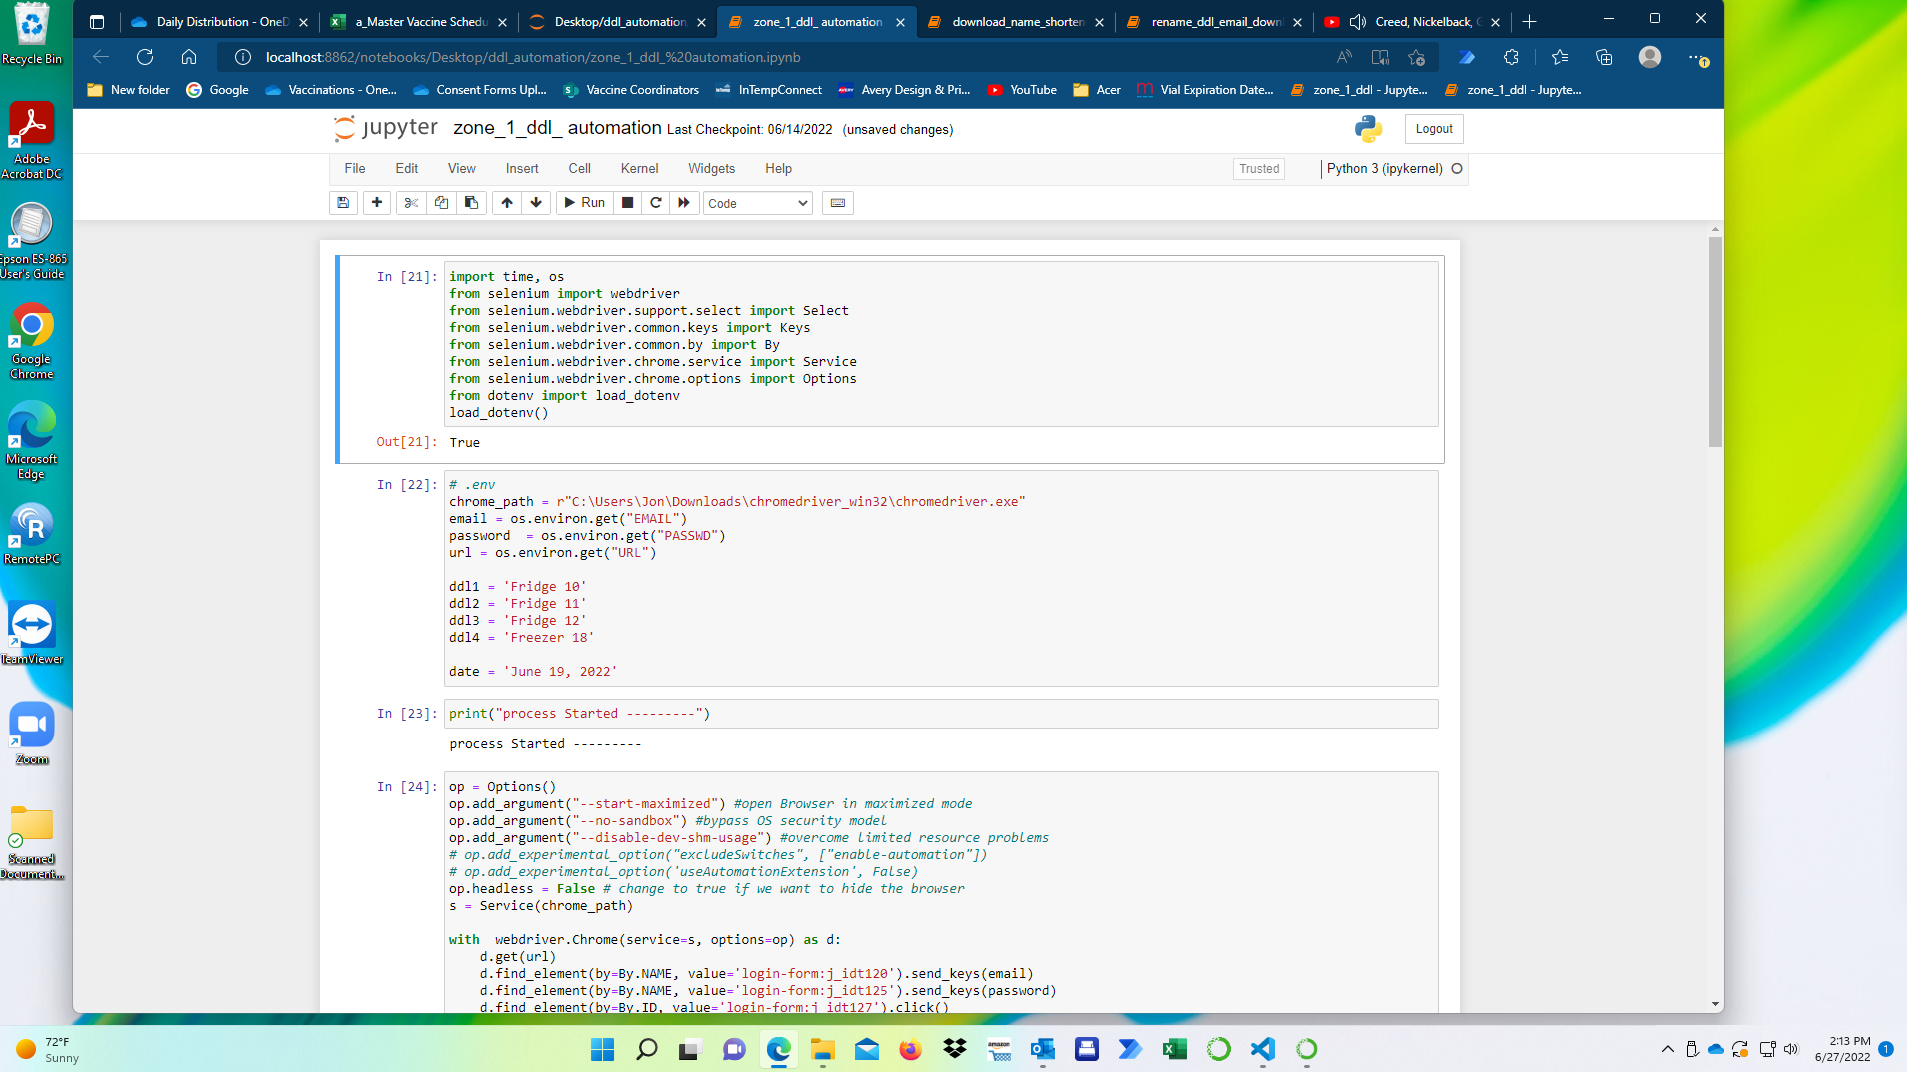 Recycle Bin
Adobe
Acrobat DC
Epson ES-865
User's Guide
Google
Chrome
Microsoft
Edge
RemotePC
TeamViewer
Zoom
Scanned
Document...
Daily Distribution - OneD
a_Master Vaccine Schedu
Desktop/ddl_automation
zone_1_ddl_ automation
download_name_shorten
rename_ddl_email_downl
Creed, Nickelback,
localhost:8862/notebooks/Desktop/ddl_automation/zone_1_ddl_%20automation.ipynb
New folder
Google
Vaccinations - One...
Consent Forms Upl...
Vaccine Coordinators
InTempConnect
Avery Design & Pri...
YouTube
Acer
Vial Expiration Date...
zone_1_ddl - Jupyte...
zone_1_ddl - Jupyte...
jupyter zone_1_ddl_ automation Last Checkpoint: 06/14/2022 (unsaved changes)
Logout
File Edit View Insert Cell Kernel Widgets Help
Trusted
Python 3 (ipykernel)
Run
Code
In [21]:
import time, os
from selenium import webdriver
from selenium.webdriver.support.select import Select
from selenium.webdriver.common.keys import Keys
from selenium.webdriver.common.by import By
from selenium.webdriver.chrome.service import Service
from selenium.webdriver.chrome.options import Options
from dotenv import load_dotenv
load_dotenv()
Out[21]: True
In [22]:
# .env
chrome_path = r"C:\Users\Jon\Downloads\chromedriver_win32\chromedriver.exe"
email = os.environ.get("EMAIL")
password  = os.environ.get("PASSWD")
url = os.environ.get("URL")
ddl1 = 'Fridge 10'
ddl2 = 'Fridge 11'
ddl3 = 'Fridge 12'
ddl4 = 'Freezer 18'
date = 'June 19, 2022'
In [23]:
print("process Started ---------")
process Started ---------
In [24]:
op = Options()
op.add_argument("--start-maximized") #open Browser in maximized mode
op.add_argument("--no-sandbox") #bypass OS security model
op.add_argument("--disable-dev-shm-usage") #overcome limited resource problems
# op.add_experimental_option("excludeSwitches", ["enable-automation"])
# op.add_experimental_option('useAutomationExtension', False)
op.headless = False # change to true if we want to hide the browser
s = Service(chrome_path)
with  webdriver.Chrome(service=s, options=op) as d:
    d.get(url)
    d.find_element(by=By.NAME, value='login-form:j_idt120').send_keys(email)
    d.find_element(by=By.NAME, value='login-form:j_idt125').send_keys(password)
    d.find_element(by=By.ID, value='login-form:j_idt127').click()
72°F
Sunny
amazon
2:13 PM
6/27/2022
1